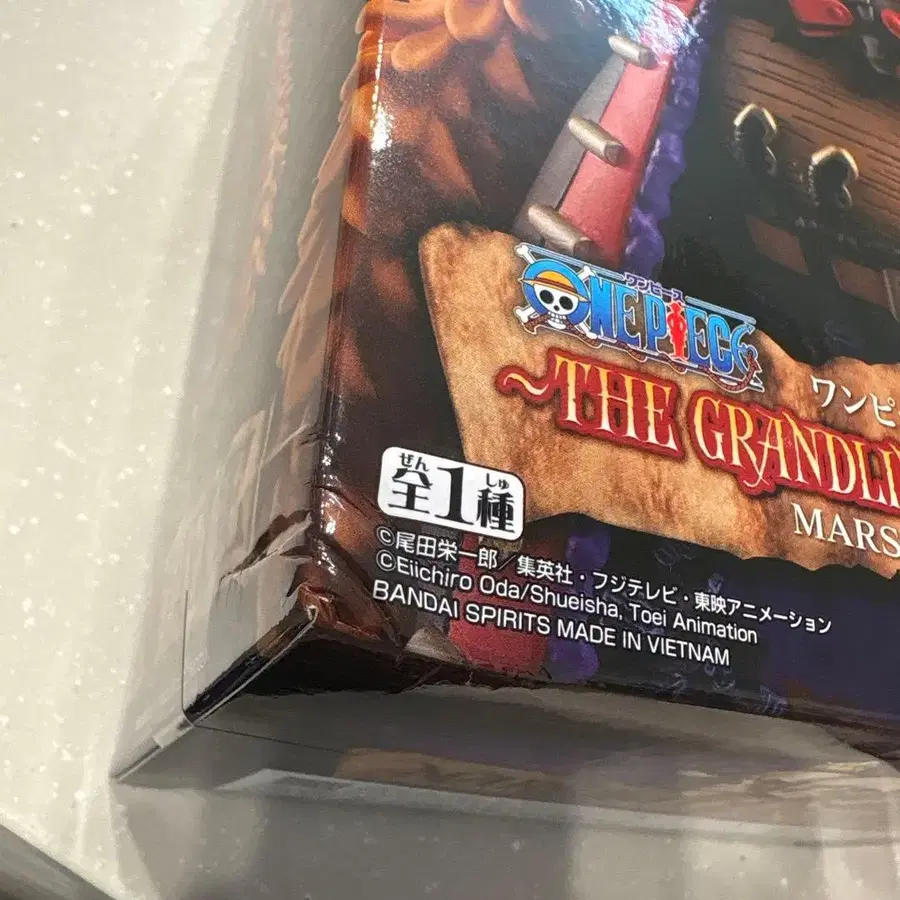 ワンピース
ONE PIECE
ワンピ
~THE GRANDLI
MARS
ぜん しゅ
全1種
©尾田栄一郎／集英社・フジテレビ・東映アニメーション
©Eiichiro Oda/Shueisha, Toei Animation
BANDAI SPIRITS MADE IN VIETNAM